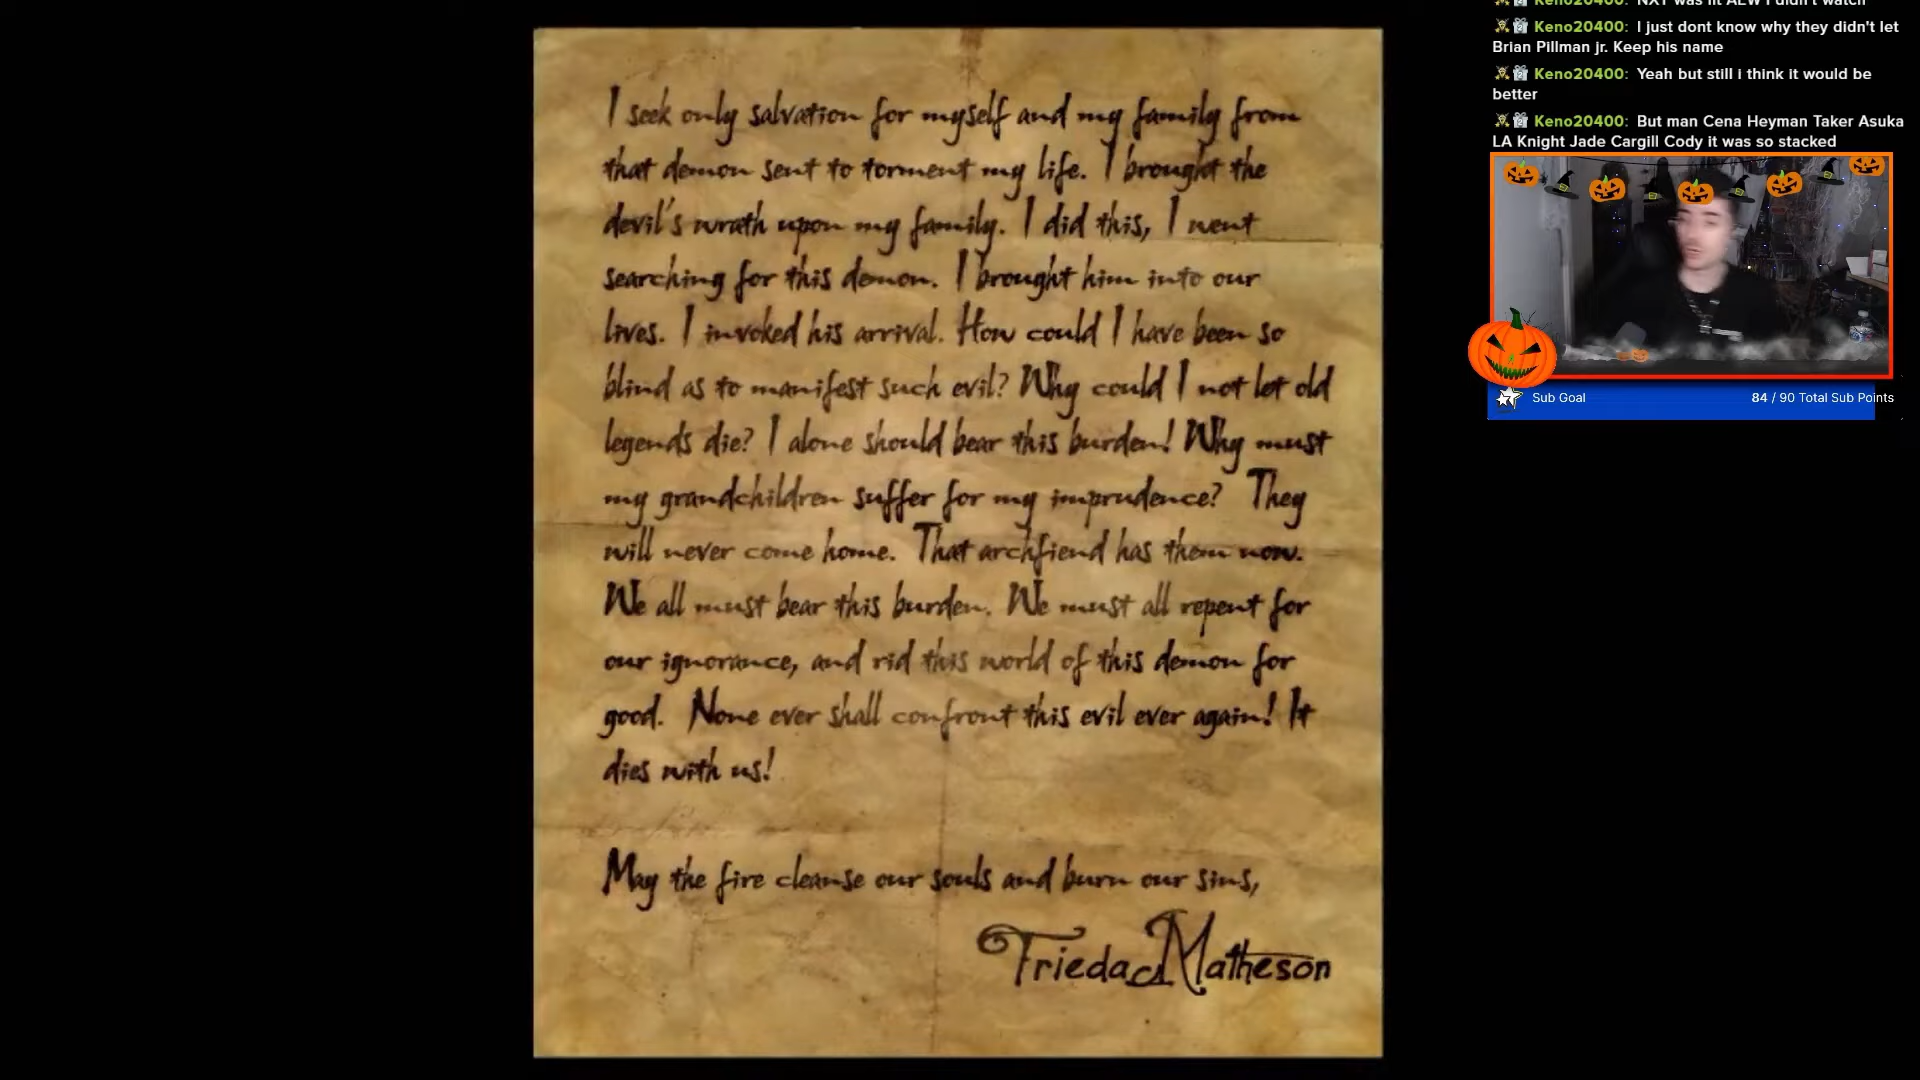 I seek only salvation for myself and my family from
that demon sent to torment my life. I brought the
devil's wrath upon my family. I did this, I went
searching for this demon. I brought him into our
lives. I invoked his arrival. How could I have been so
blind as to manifest such evil? Why could I not let old
legends die? I alone should bear this burden! Why must
my grandchildren suffer for my imprudence? They
will never come home. That archfiend has them now.
We all must bear this burden. We must all repent for
our ignorance, and rid this world of this demon for
good. None ever shall confront this evil ever again! It
dies with us!
May the fire cleanse our souls and burn our sins,
Frieda Matheson
Keno20400: NXT was lit AEW I didn't watch
Keno20400: I just dont know why they didn't let
Brian Pillman jr. Keep his name
Keno20400: Yeah but still i think it would be
better
Keno20400: But man Cena Heyman Taker Asuka
LA Knight Jade Cargill Cody it was so stacked
Sub Goal 84 / 90 Total Sub Points